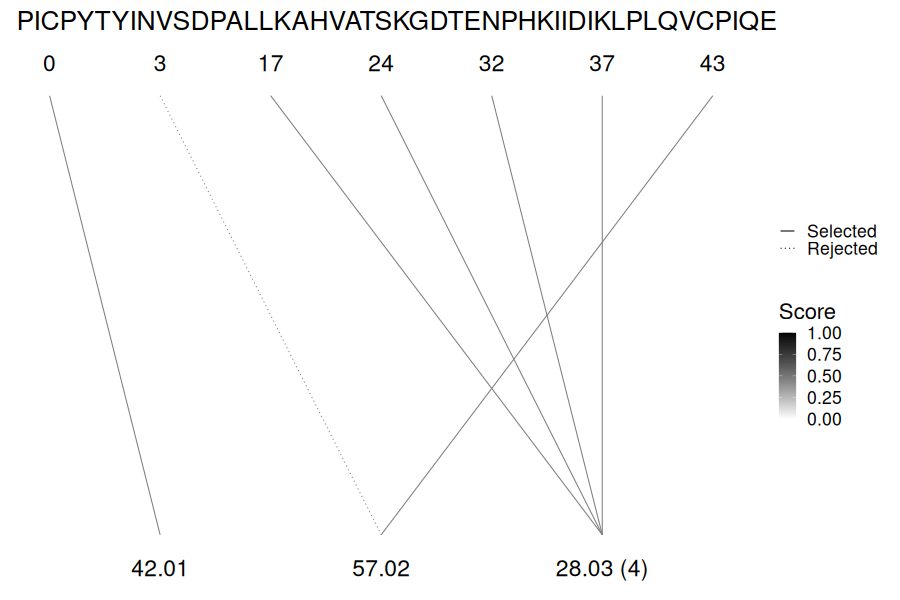 PICPYTYINVSDPALLKAHVATSKGDTENPHKIIDIKLPLQVCPIQE
0 3 17 24 32 37 43
Selected
Rejected
Score
1.00
0.75
0.50
0.25
0.00
42.01 57.02 28.03 (4)